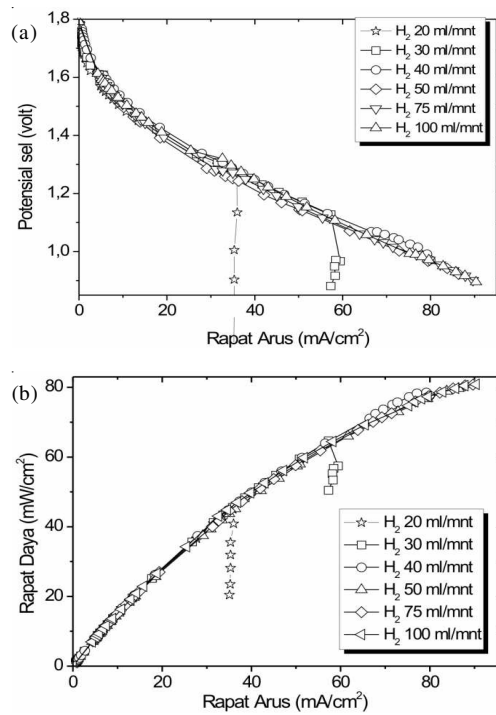 (a)
1,8
1,6
1,4
1,2
1,0
Potensial sel (volt)
H₂ 20 ml/mnt
H₂ 30 ml/mnt
H₂ 40 ml/mnt
H₂ 50 ml/mnt
H₂ 75 ml/mnt
H₂ 100 ml/mnt
0 20 40 60 80
Rapat Arus (mA/cm²)
(b)
80
60
40
20
0
Rapat Daya (mW/cm²)
H₂ 20 ml/mnt
H₂ 30 ml/mnt
H₂ 40 ml/mnt
H₂ 50 ml/mnt
H₂ 75 ml/mnt
H₂ 100 ml/mnt
0 20 40 60 80
Rapat Arus (mA/cm²)